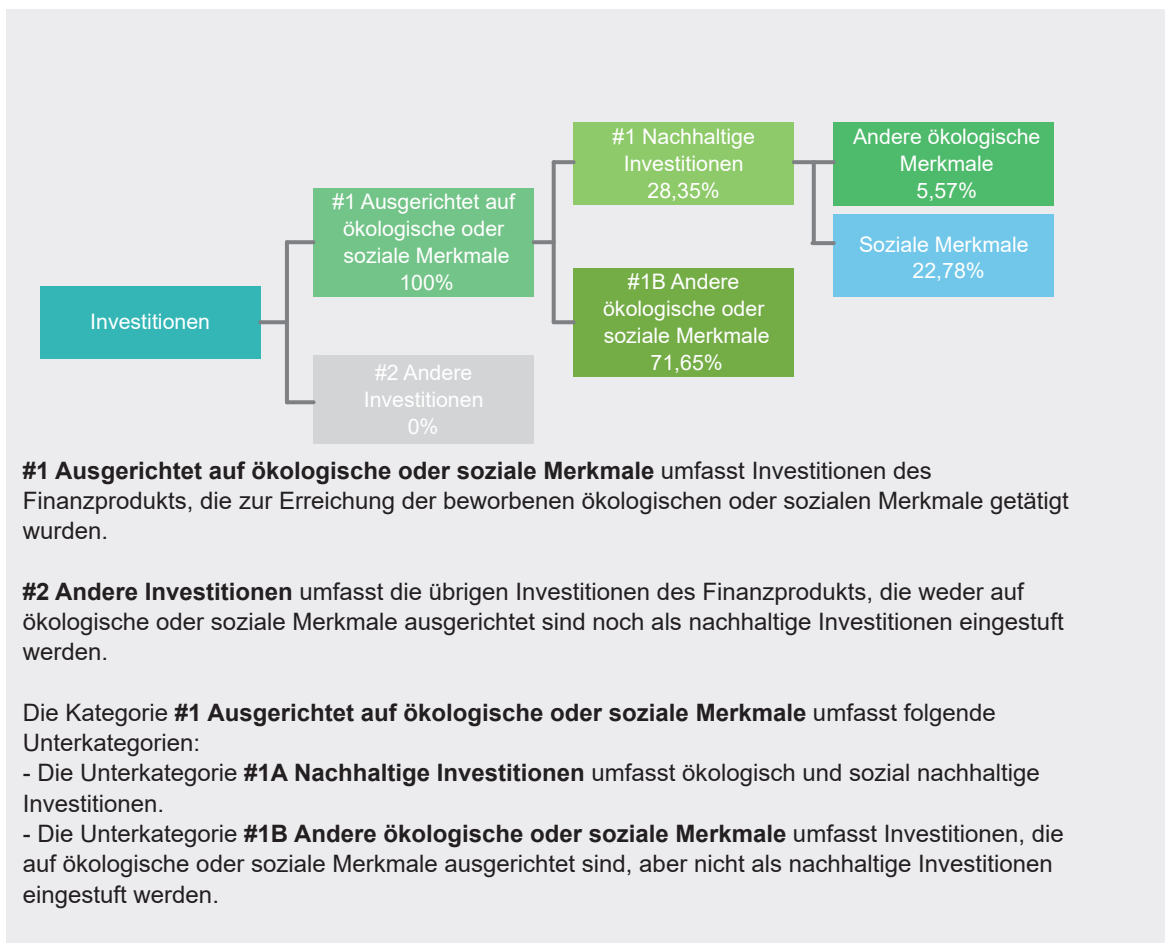 Investitionen
#1 Ausgerichtet auf
ökologische oder
soziale Merkmale
100%
#2 Andere
Investitionen
0%
#1 Nachhaltige
Investitionen
28,35%
#1B Andere
ökologische oder
soziale Merkmale
71,65%
Andere ökologische
Merkmale
5,57%
Soziale Merkmale
22,78%
#1 Ausgerichtet auf ökologische oder soziale Merkmale umfasst Investitionen des
Finanzprodukts, die zur Erreichung der beworbenen ökologischen oder sozialen Merkmale getätigt
wurden.
#2 Andere Investitionen umfasst die übrigen Investitionen des Finanzprodukts, die weder auf
ökologische oder soziale Merkmale ausgerichtet sind noch als nachhaltige Investitionen eingestuft
werden.
Die Kategorie #1 Ausgerichtet auf ökologische oder soziale Merkmale umfasst folgende
Unterkategorien:
- Die Unterkategorie #1A Nachhaltige Investitionen umfasst ökologisch und sozial nachhaltige
Investitionen.
- Die Unterkategorie #1B Andere ökologische oder soziale Merkmale umfasst Investitionen, die
auf ökologische oder soziale Merkmale ausgerichtet sind, aber nicht als nachhaltige Investitionen
eingestuft werden.